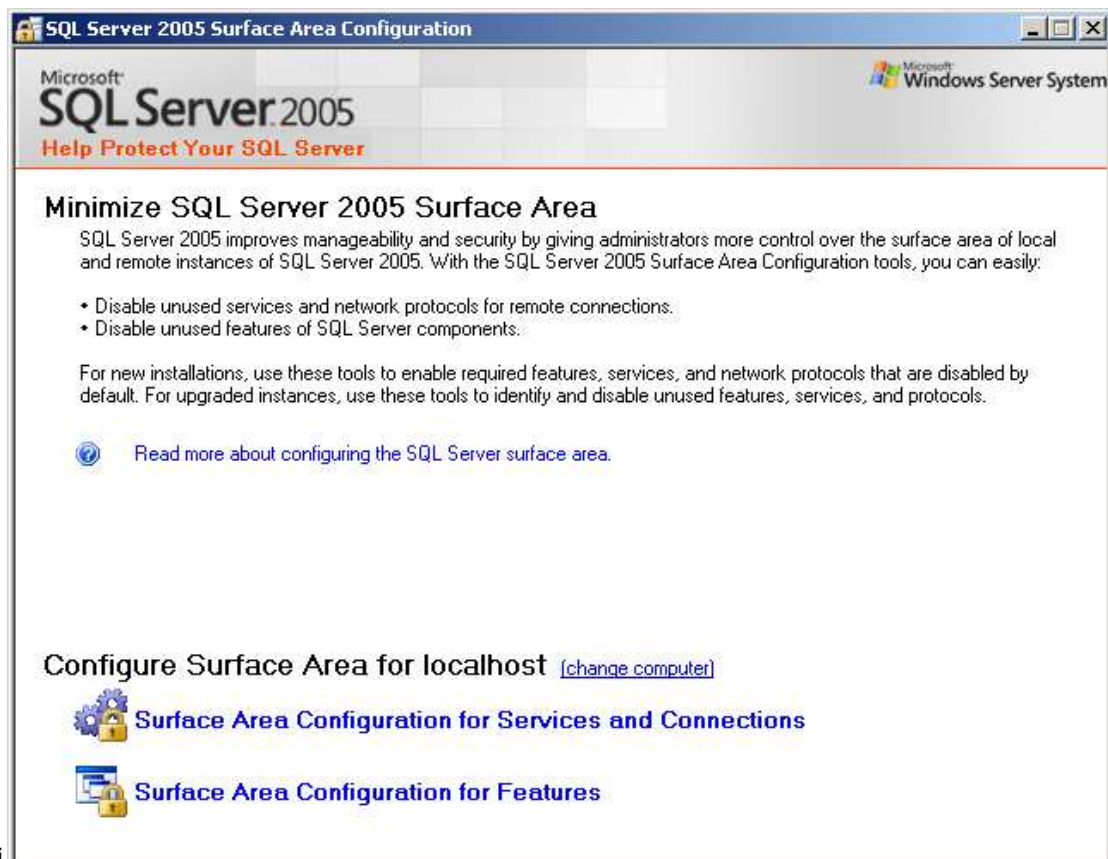 SQL Server 2005 Surface Area Configuration
Microsoft
SQL Server 2005
Help Protect Your SQL Server
Microsoft
Windows Server System
Minimize SQL Server 2005 Surface Area
SQL Server 2005 improves manageability and security by giving administrators more control over the surface area of local
and remote instances of SQL Server 2005. With the SQL Server 2005 Surface Area Configuration tools, you can easily:
• Disable unused services and network protocols for remote connections.
• Disable unused features of SQL Server components.
For new installations, use these tools to enable required features, services, and network protocols that are disabled by
default. For upgraded instances, use these tools to identify and disable unused features, services, and protocols.
Read more about configuring the SQL Server surface area.
Configure Surface Area for localhost (change computer)
Surface Area Configuration for Services and Connections
Surface Area Configuration for Features